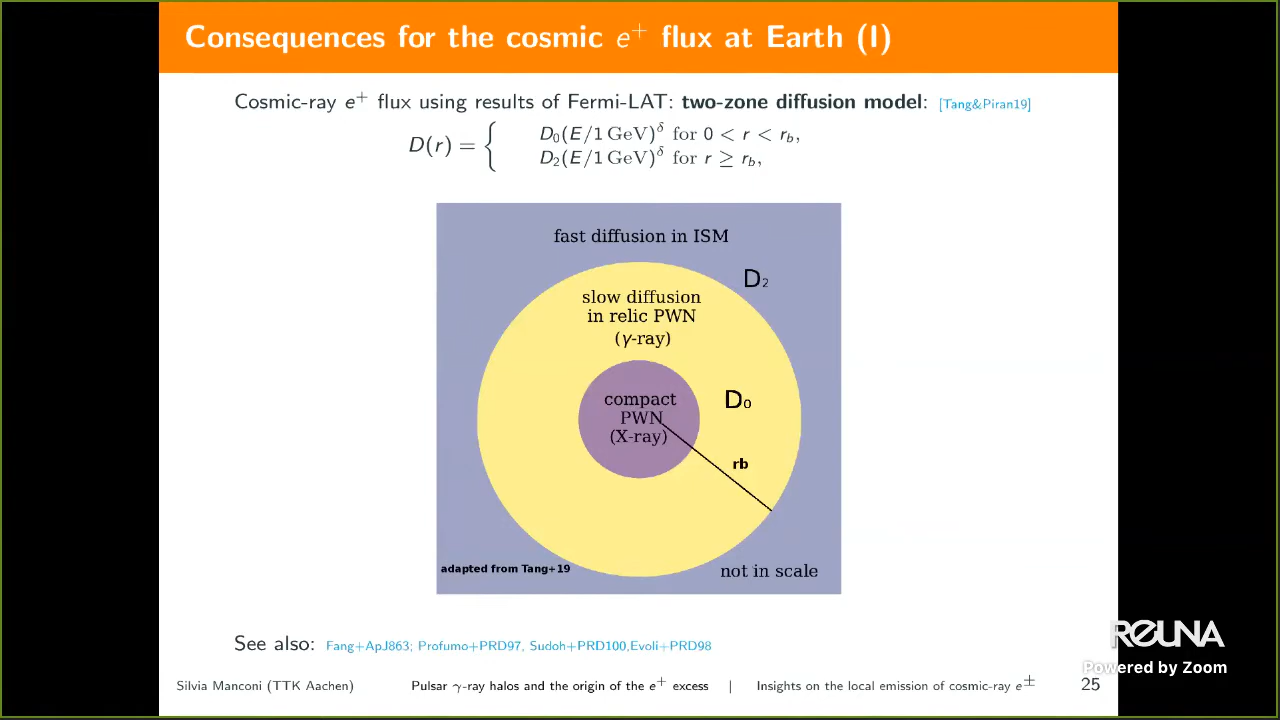 Consequences for the cosmic e⁺ flux at Earth (I)
Cosmic-ray e⁺ flux using results of Fermi-LAT: two-zone diffusion model: [Tang&Piran19]
D(r) = { D₀(E/1 GeV)^δ for 0 < r < r_b,
D₂(E/1 GeV)^δ for r ≥ r_b,
fast diffusion in ISM
D₂
slow diffusion
in relic PWN
(γ-ray)
compact
PWN
(X-ray)
D₀
rb
adapted from Tang+19
not in scale
See also: Fang+ApJ863; Profumo+PRD97, Sudoh+PRD100,Evoli+PRD98
REUNA
Powered by Zoom
Silvia Manconi (TTK Aachen) Pulsar γ-ray halos and the origin of the e⁺ excess | Insights on the local emission of cosmic-ray e± 25